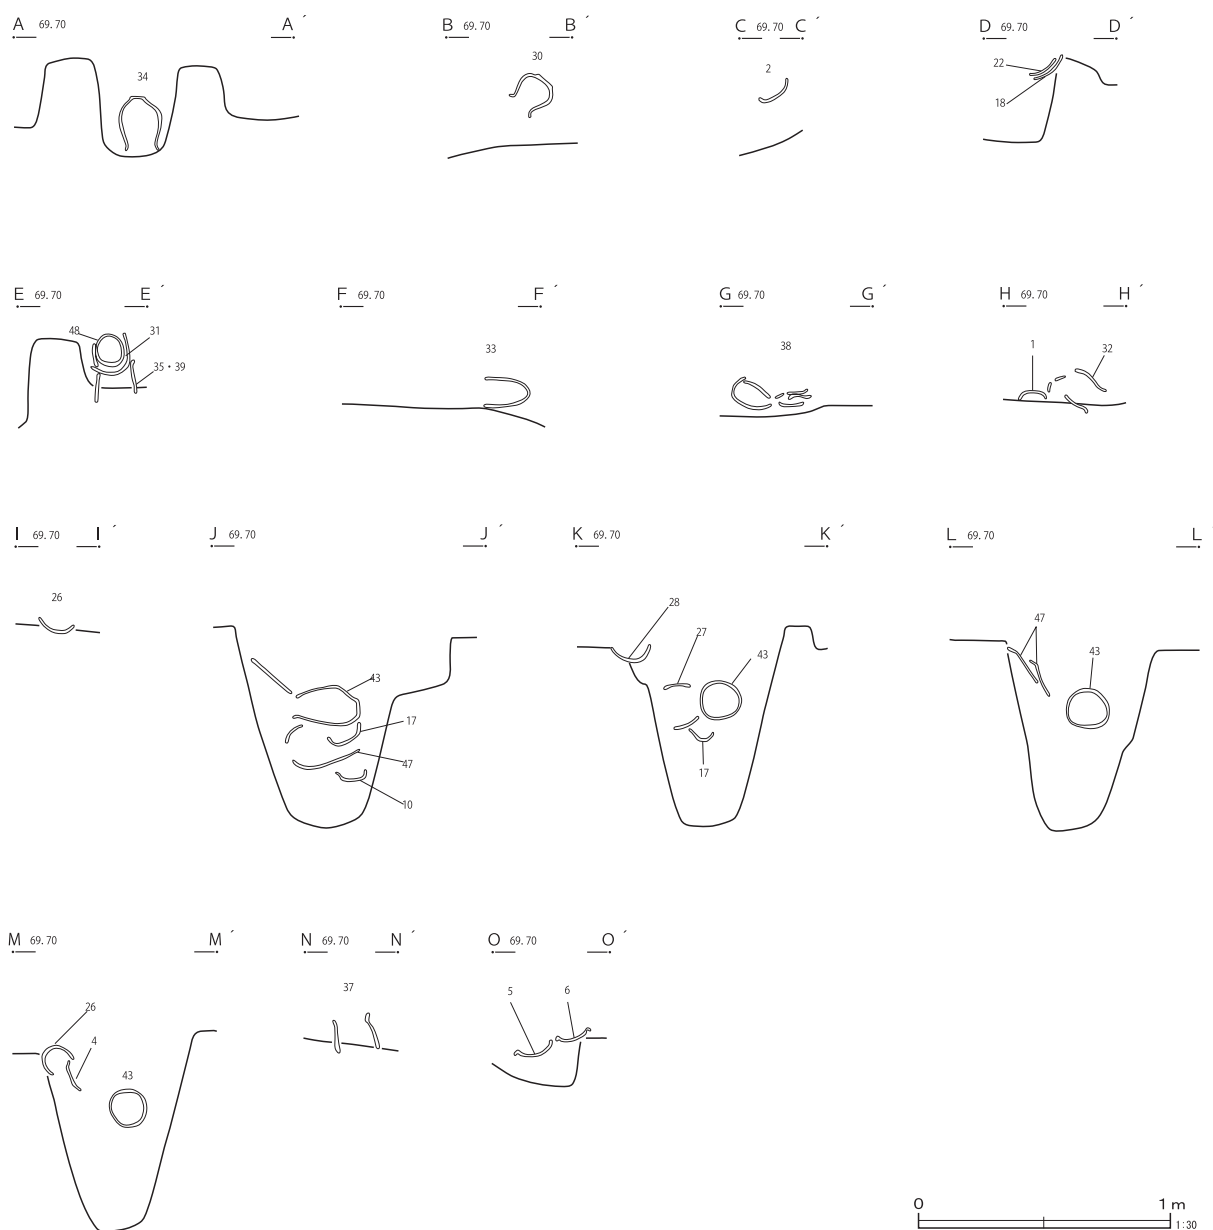 A 69.70 A´
34
B 69.70 B´
30
C 69.70 C´
2
D 69.70 D´
22
18
E 69.70 E´
48
31
35・39
F 69.70 F´
33
G 69.70 G´
38
H 69.70 H´
1
32
I 69.70 I´
26
J 69.70 J´
43
17
47
10
K 69.70 K´
28
27
43
17
L 69.70 L´
47
43
M 69.70 M´
26
4
43
N 69.70 N´
37
O 69.70 O´
5
6
0 1 m
1:30